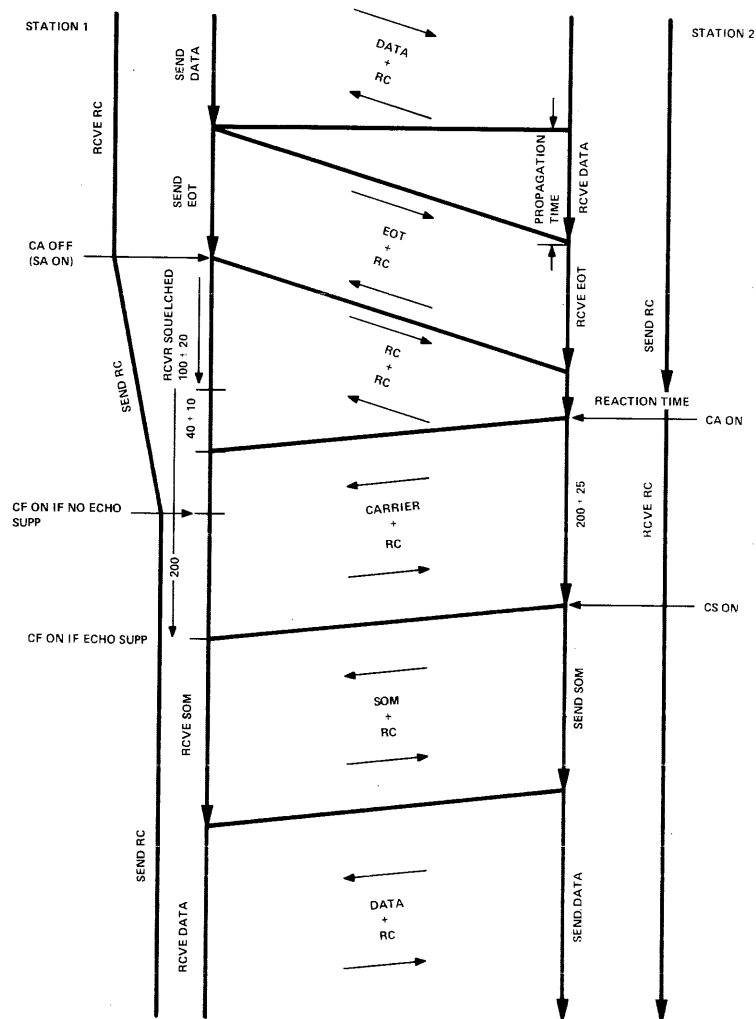 STATION 1
STATION 2
SEND
DATA
DATA
+
RC
RCVE RC
PROPAGATION
TIME
RCVE DATA
SEND
EOT
EOT
+
RC
CA OFF
(SA ON)
RCVR SQUELCHED
100 ± 20
RCVE EOT
SEND RC
RC
+
RC
SEND RC
40 ÷ 10
REACTION TIME
CA ON
CF ON IF NO ECHO
SUPP
CARRIER
+
RC
200 ÷ 25
RCVE RC
200
CS ON
CF ON IF ECHO SUPP
RCVE SOM
SOM
+
RC
SEND SOM
SEND RC
RCVE DATA
DATA
+
RC
SEND.DATA